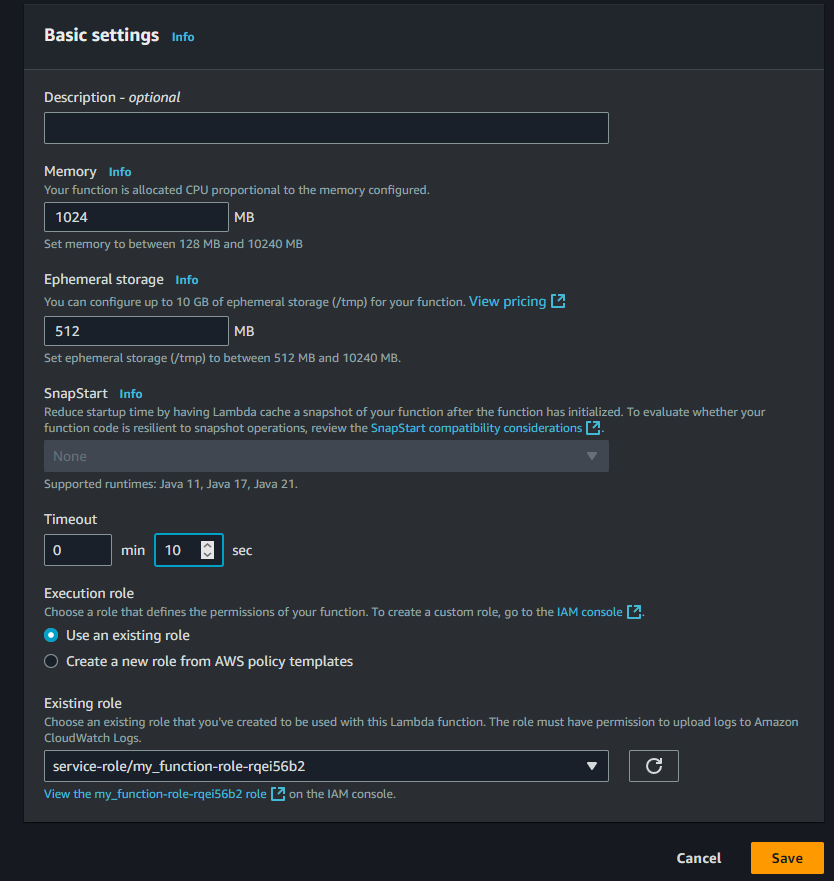 Basic settings Info
Description - optional
Memory Info
Your function is allocated CPU proportional to the memory configured.
1024 MB
Set memory to between 128 MB and 10240 MB
Ephemeral storage Info
You can configure up to 10 GB of ephemeral storage (/tmp) for your function. View pricing
512 MB
Set ephemeral storage (/tmp) to between 512 MB and 10240 MB.
SnapStart Info
Reduce startup time by having Lambda cache a snapshot of your function after the function has initialized. To evaluate whether your
function code is resilient to snapshot operations, review the SnapStart compatibility considerations.
None
Supported runtimes: Java 11, Java 17, Java 21.
Timeout
0 min 10 sec
Execution role
Choose a role that defines the permissions of your function. To create a custom role, go to the IAM console.
Use an existing role
Create a new role from AWS policy templates
Existing role
Choose an existing role that you've created to be used with this Lambda function. The role must have permission to upload logs to Amazon
CloudWatch Logs.
service-role/my_function-role-rqei56b2
View the my_function-role-rqei56b2 role on the IAM console.
Cancel Save